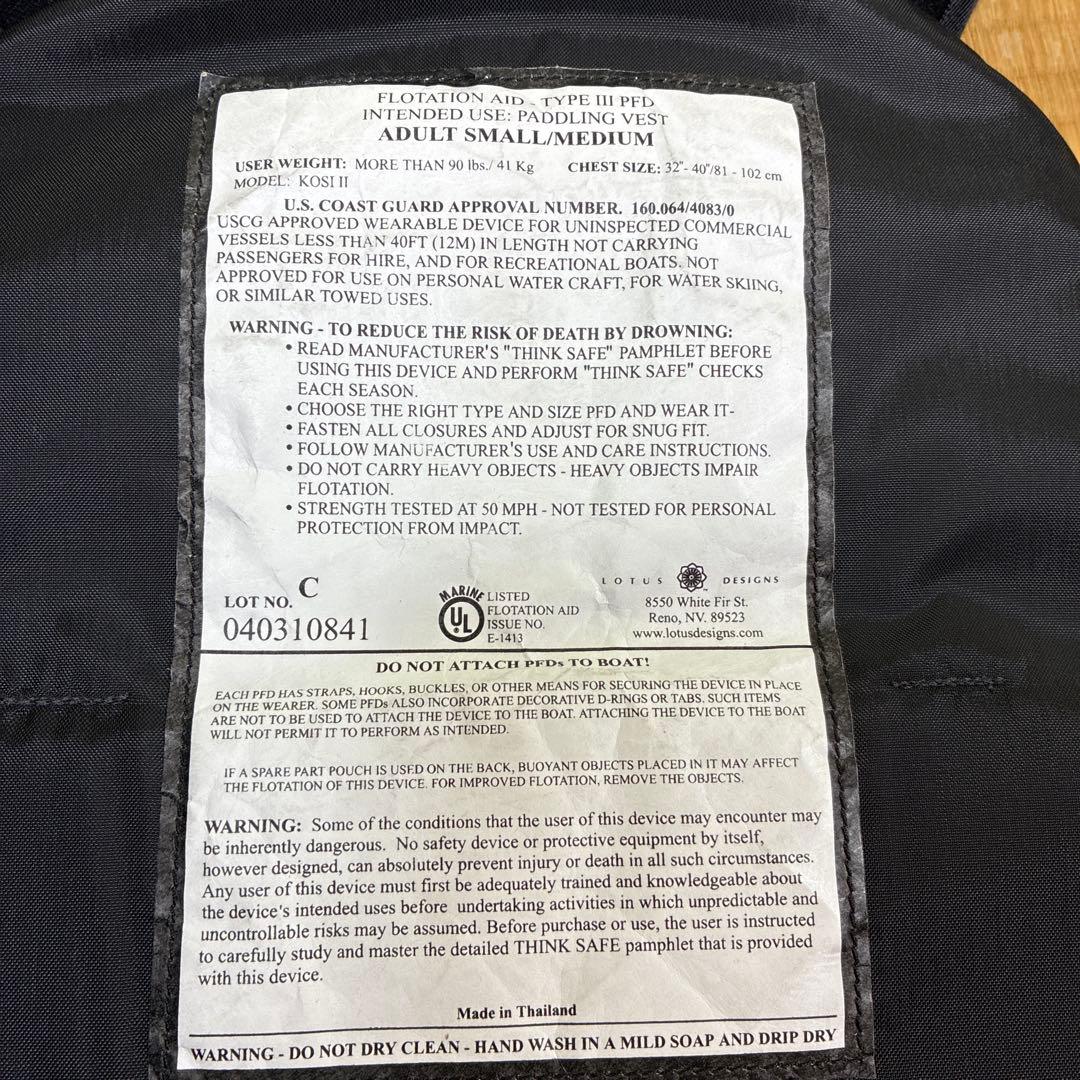 FLOTATION AID - TYPE III PFD
INTENDED USE: PADDLING VEST
ADULT SMALL/MEDIUM
USER WEIGHT: MORE THAN 90 lbs./ 41 Kg CHEST SIZE: 32"- 40"/81 - 102 cm
MODEL: KOSI II
U.S. COAST GUARD APPROVAL NUMBER. 160.064/4083/0
USCG APPROVED WEARABLE DEVICE FOR UNINSPECTED COMMERCIAL
VESSELS LESS THAN 40FT (12M) IN LENGTH NOT CARRYING
PASSENGERS FOR HIRE, AND FOR RECREATIONAL BOATS. NOT
APPROVED FOR USE ON PERSONAL WATER CRAFT, FOR WATER SKIING,
OR SIMILAR TOWED USES.
WARNING - TO REDUCE THE RISK OF DEATH BY DROWNING:
• READ MANUFACTURER'S "THINK SAFE" PAMPHLET BEFORE
USING THIS DEVICE AND PERFORM "THINK SAFE" CHECKS
EACH SEASON.
• CHOOSE THE RIGHT TYPE AND SIZE PFD AND WEAR IT-
• FASTEN ALL CLOSURES AND ADJUST FOR SNUG FIT.
• FOLLOW MANUFACTURER'S USE AND CARE INSTRUCTIONS.
• DO NOT CARRY HEAVY OBJECTS - HEAVY OBJECTS IMPAIR
FLOTATION.
• STRENGTH TESTED AT 50 MPH - NOT TESTED FOR PERSONAL
PROTECTION FROM IMPACT.
LOT NO. C
040310841
MARINE
UL
LISTED
FLOTATION AID
ISSUE NO.
E-1413
LOTUS DESIGNS
8550 White Fir St.
Reno, NV. 89523
www.lotusdesigns.com
DO NOT ATTACH PFDs TO BOAT!
EACH PFD HAS STRAPS, HOOKS, BUCKLES, OR OTHER MEANS FOR SECURING THE DEVICE IN PLACE
ON THE WEARER. SOME PFDs ALSO INCORPORATE DECORATIVE D-RINGS OR TABS. SUCH ITEMS
ARE NOT TO BE USED TO ATTACH THE DEVICE TO THE BOAT. ATTACHING THE DEVICE TO THE BOAT
WILL NOT PERMIT IT TO PERFORM AS INTENDED.
IF A SPARE PART POUCH IS USED ON THE BACK, BUOYANT OBJECTS PLACED IN IT MAY AFFECT
THE FLOTATION OF THIS DEVICE. FOR IMPROVED FLOTATION, REMOVE THE OBJECTS.
WARNING: Some of the conditions that the user of this device may encounter may
be inherently dangerous. No safety device or protective equipment by itself,
however designed, can absolutely prevent injury or death in all such circumstances.
Any user of this device must first be adequately trained and knowledgeable about
the device's intended uses before undertaking activities in which unpredictable and
uncontrollable risks may be assumed. Before purchase or use, the user is instructed
to carefully study and master the detailed THINK SAFE pamphlet that is provided
with this device.
Made in Thailand
WARNING - DO NOT DRY CLEAN - HAND WASH IN A MILD SOAP AND DRIP DRY